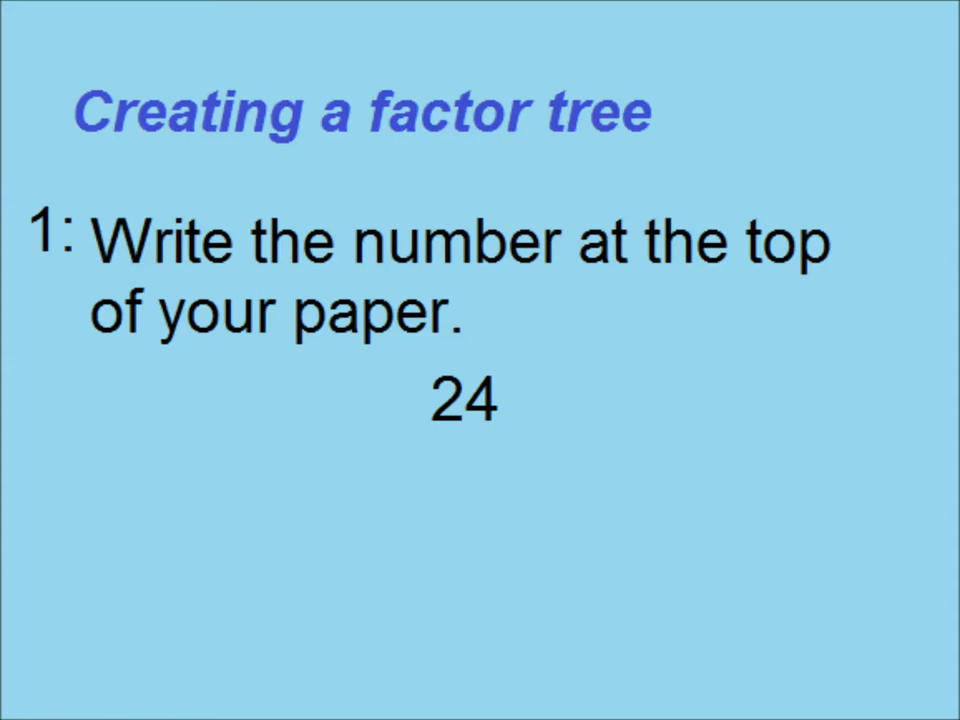 Creating a factor tree
1: Write the number at the top
of your paper.
24